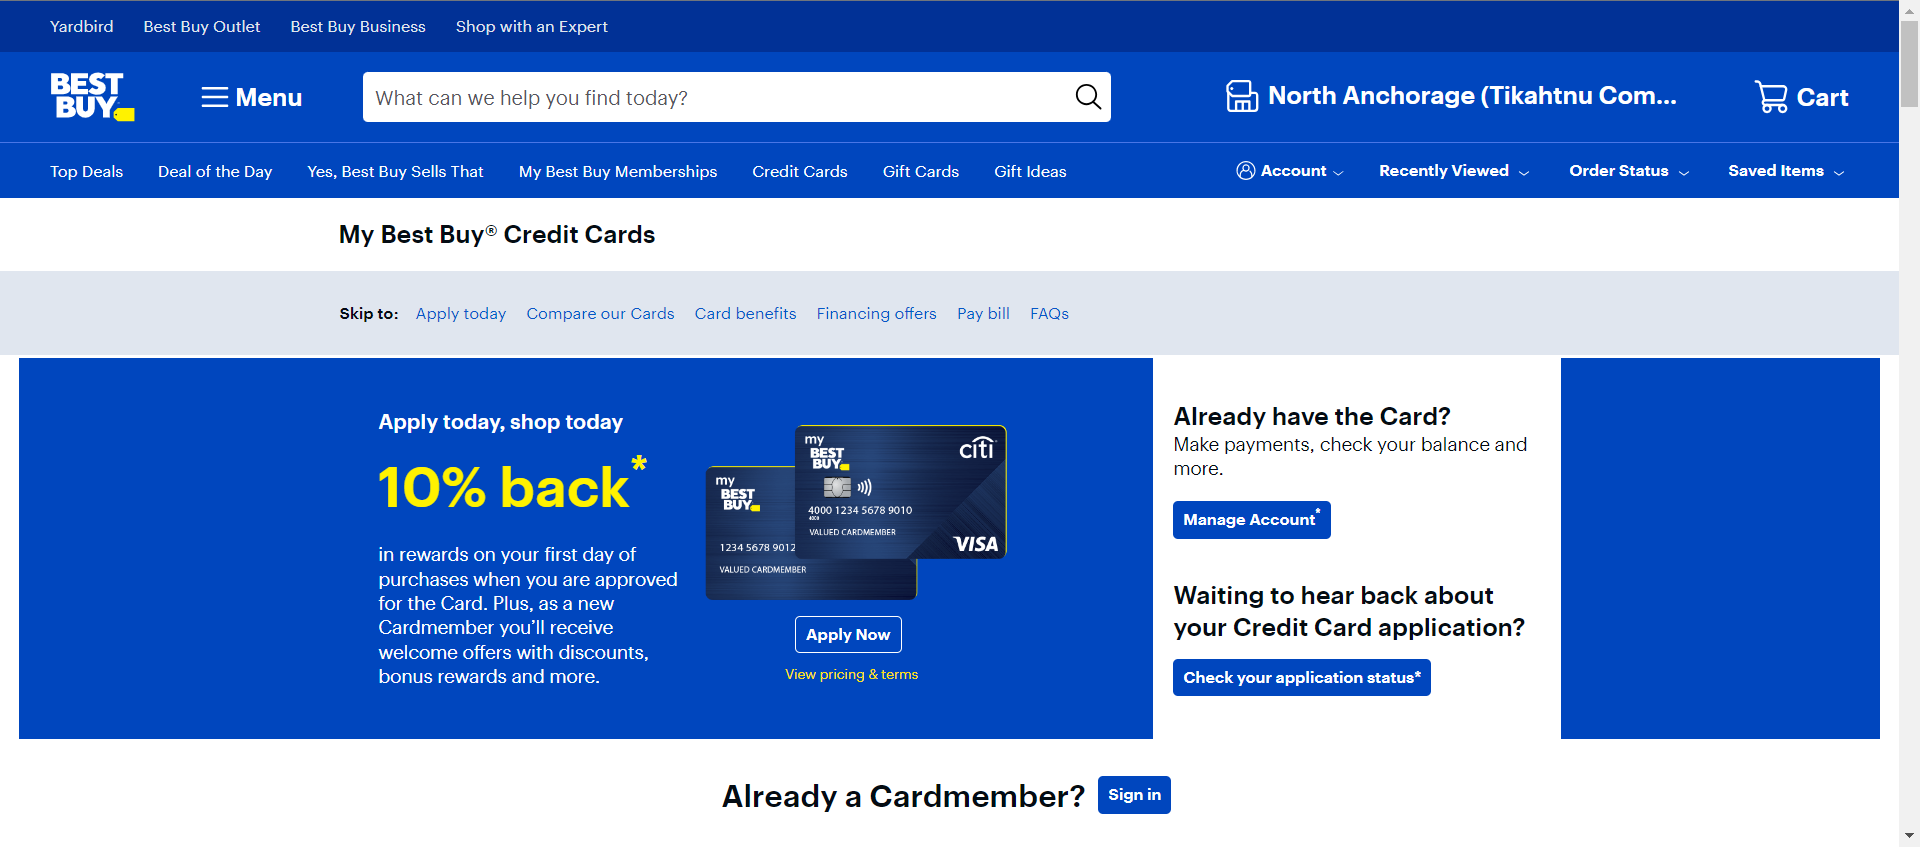 Yardbird Best Buy Outlet Best Buy Business Shop with an Expert
BEST
BUY
Menu
What can we help you find today?
North Anchorage (Tikahtnu Com...
Cart
Top Deals Deal of the Day Yes, Best Buy Sells That My Best Buy Memberships Credit Cards Gift Cards Gift Ideas
Account Recently Viewed Order Status Saved Items
My Best Buy® Credit Cards
Skip to: Apply today Compare our Cards Card benefits Financing offers Pay bill FAQs
Apply today, shop today
10% back*
in rewards on your first day of
purchases when you are approved
for the Card. Plus, as a new
Cardmember you’ll receive
welcome offers with discounts,
bonus rewards and more.
my
BEST
BUY
1234 5678 9012
VALUED CARDMEMBER
my
BEST
BUY
citi
4000 1234 5678 9010
4000
VALUED CARDMEMBER
VISA
Apply Now
View pricing & terms
Already have the Card?
Make payments, check your balance and
more.
Manage Account*
Waiting to hear back about
your Credit Card application?
Check your application status*
Already a Cardmember?
Sign in